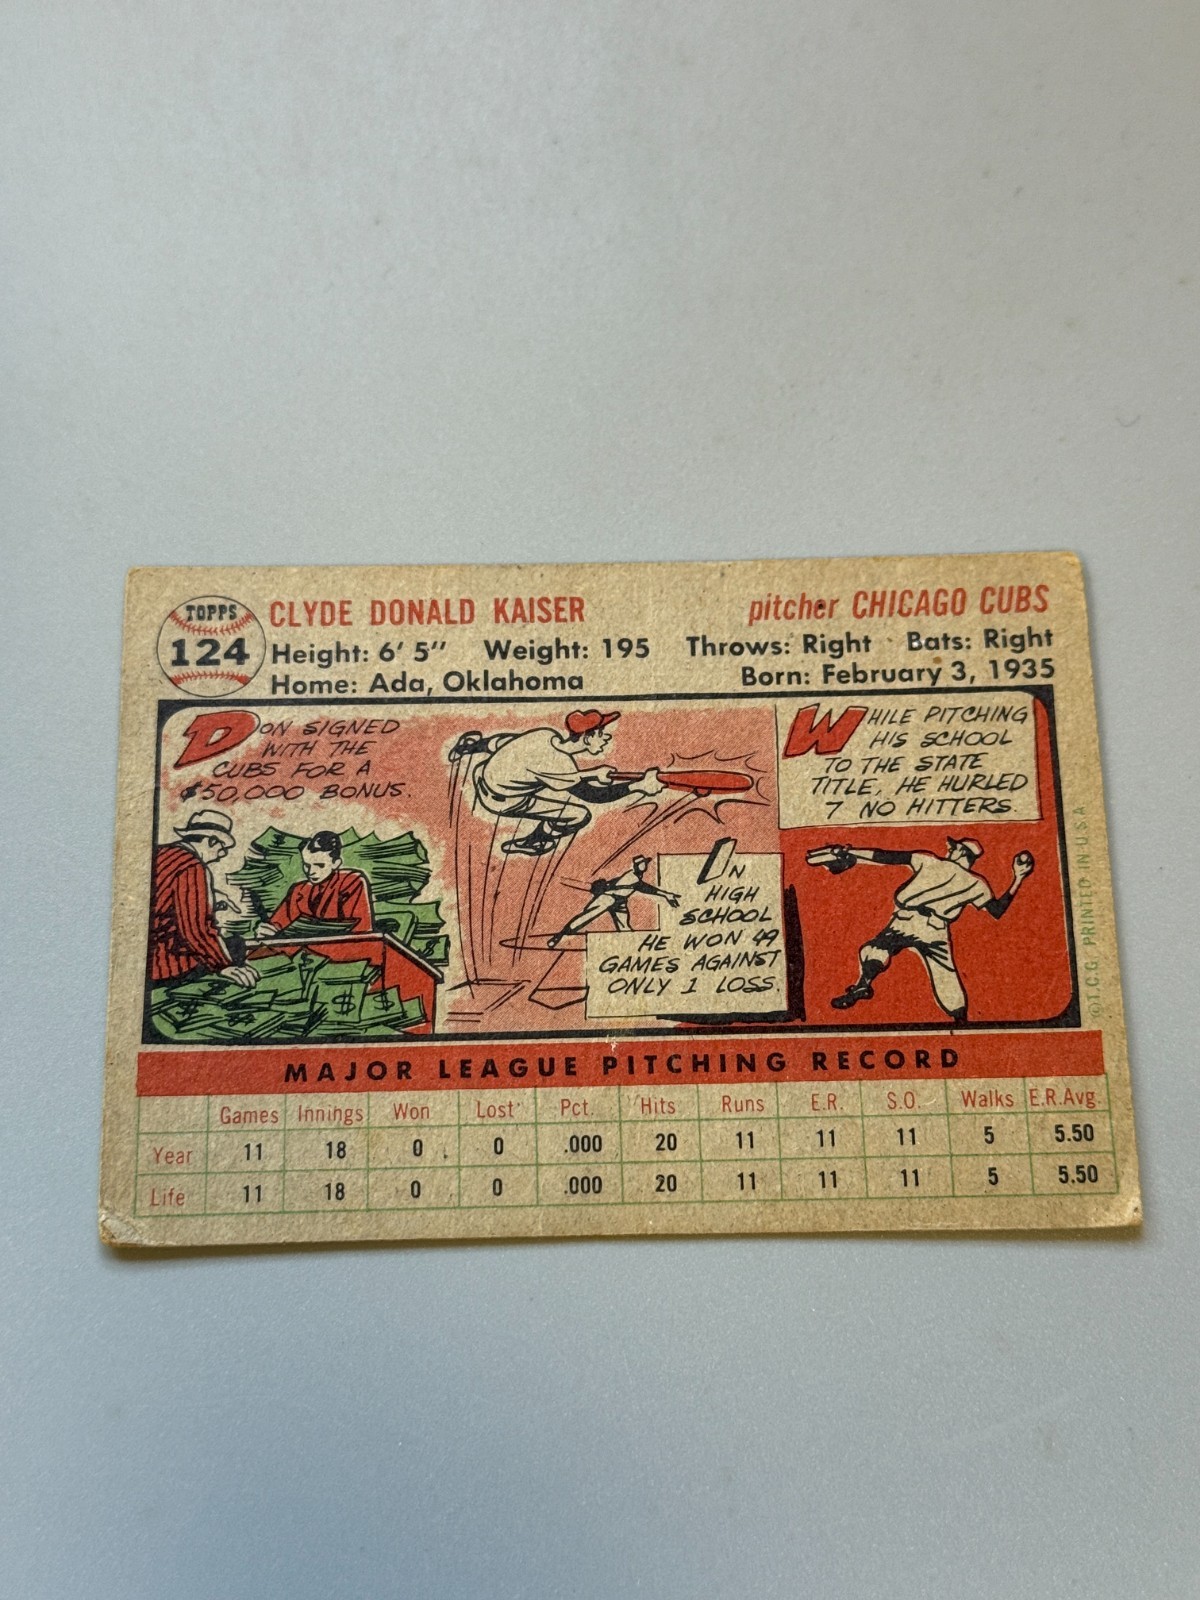 TOPPS
124
CLYDE DONALD KAISER
pitcher CHICAGO CUBS
Height: 6' 5" Weight: 195 Throws: Right Bats: Right
Home: Ada, Oklahoma
Born: February 3, 1935
DON SIGNED
WITH THE
CUBS FOR A
$50,000 BONUS.
IN
HIGH
SCHOOL
HE WON 49
GAMES AGAINST
ONLY 1 LOSS.
WHILE PITCHING
HIS SCHOOL
TO THE STATE
TITLE, HE HURLED
7 NO HITTERS.
©T.C.G. PRINTED IN U.S.A
MAJOR LEAGUE PITCHING RECORD
Games Innings Won Lost Pct. Hits Runs E.R. S.O. Walks E.R.Avg.
Year 11 18 0 0 .000 20 11 11 11 5 5.50
Life 11 18 0 0 .000 20 11 11 11 5 5.50